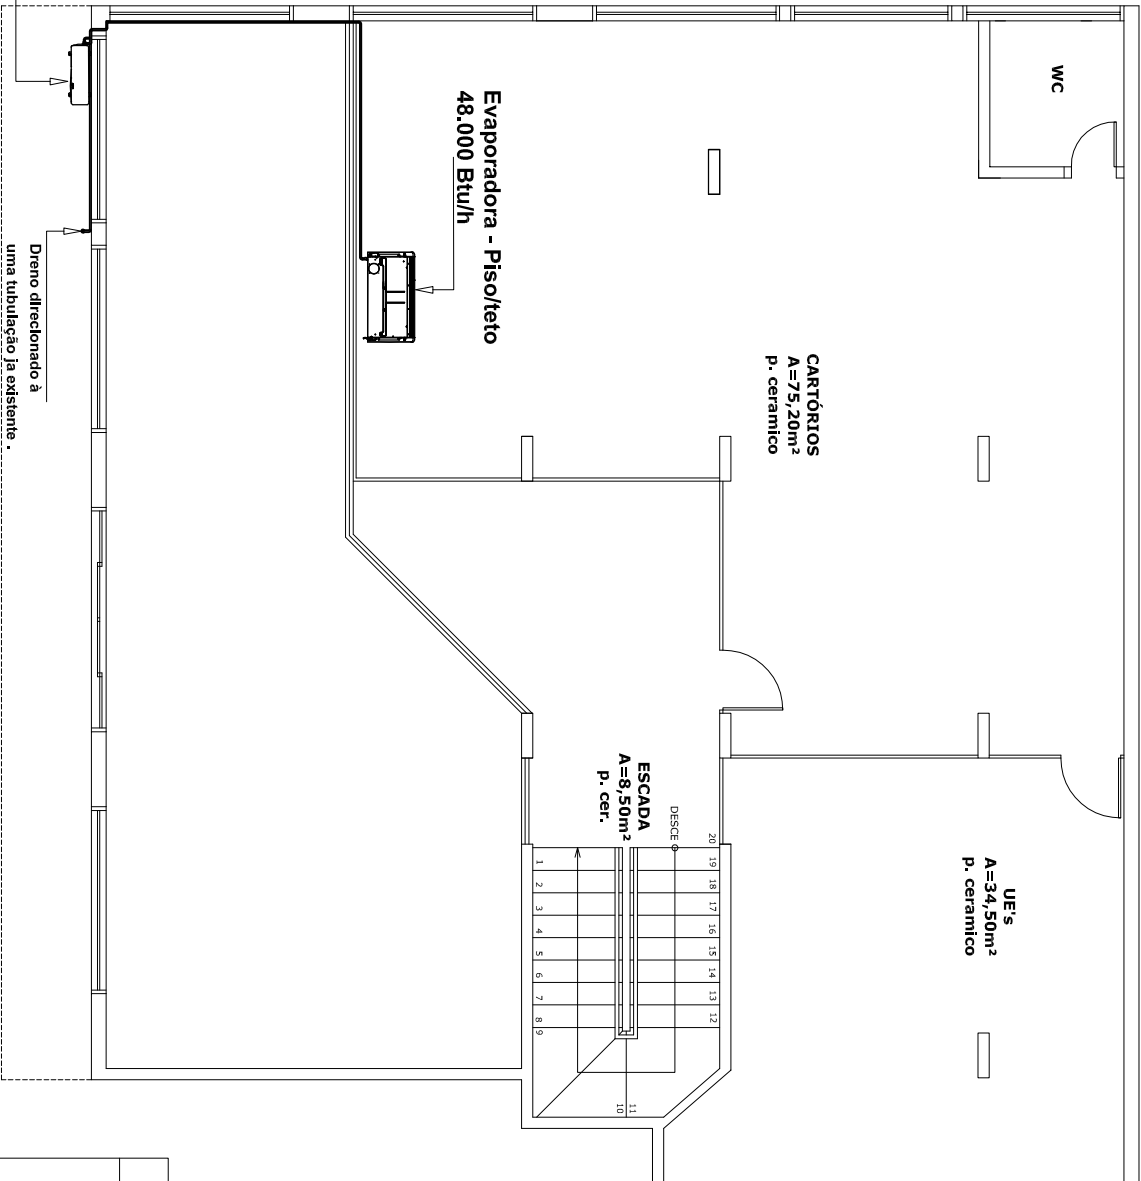 WC
Evaporadora - Piso/teto
48.000 Btu/h
CARTÓRIOS
A=75,20m²
p. ceramico
Dreno direcionado à
uma tubulação ja existente .
ESCADA
A=8,50m²
p. cer.
DESCE
UE's
A=34,50m²
p. ceramico
20
19
18
17
16
15
14
13
12
11
10
1
2
3
4
5
6
7
8
9